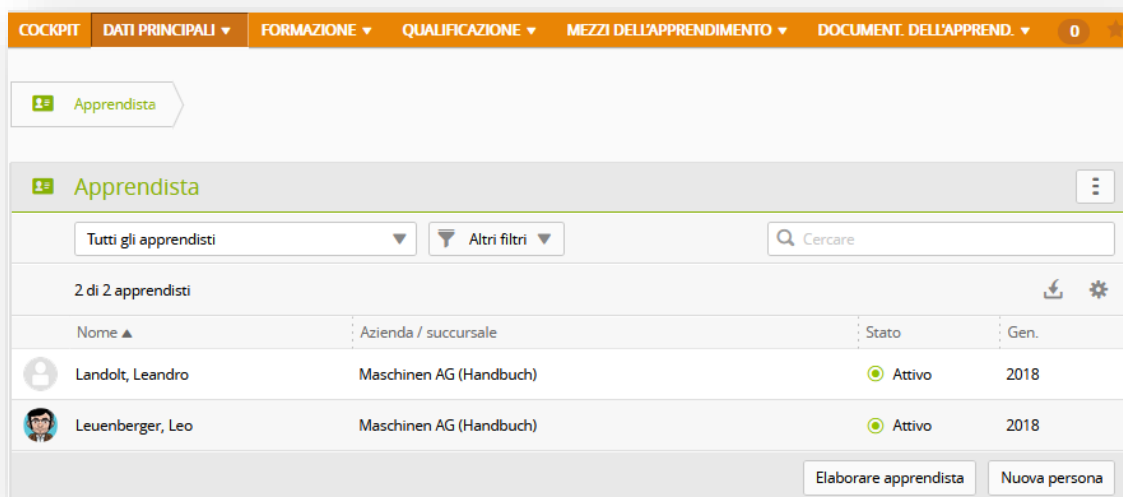 COCKPIT DATI PRINCIPALI FORMAZIONE QUALIFICAZIONE MEZZI DELL'APPRENDIMENTO DOCUMENT. DELL'APPREND. 0
Apprendista
Apprendista
Tutti gli apprendisti Altri filtri Cercare
2 di 2 apprendisti
Nome Azienda / succursale Stato Gen.
Landolt, Leandro Maschinen AG (Handbuch) Attivo 2018
Leuenberger, Leo Maschinen AG (Handbuch) Attivo 2018
Elaborare apprendista Nuova persona